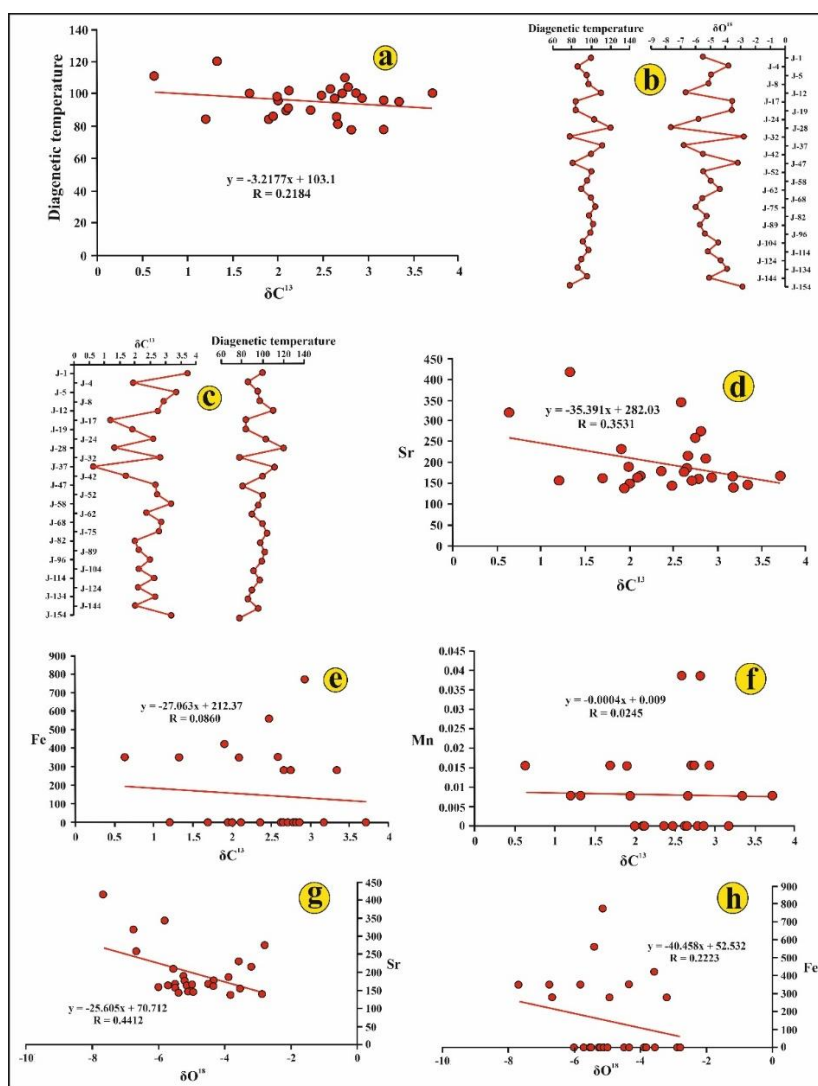 a
Diagenetic temperature
140
120
100
80
60
40
20
0
y = -3.2177x + 103.1
R = 0.2184
0 0.5 1 1.5 2 2.5 3 3.5 4
δC¹³
b
Diagenetic temperature
60 80 100 120 140
δO¹⁸
-9 -8 -7 -6 -5 -4 -3 -2 -1 0
J-1
J-4
J-5
J-8
J-12
J-17
J-19
J-24
J-28
J-32
J-37
J-42
J-47
J-52
J-58
J-62
J-68
J-75
J-82
J-89
J-96
J-104
J-114
J-124
J-134
J-144
J-154
c
δC¹³
0 0.5 1 1.5 2 2.5 3 3.5 4
Diagenetic temperature
60 80 100 120 140
J-1
J-4
J-5
J-8
J-12
J-17
J-19
J-24
J-28
J-32
J-37
J-42
J-47
J-52
J-58
J-62
J-68
J-75
J-82
J-89
J-96
J-104
J-114
J-124
J-134
J-144
J-154
d
Sr
450
400
350
300
250
200
150
100
50
0
y = -35.391x + 282.03
R = 0.3531
0 0.5 1 1.5 2 2.5 3 3.5 4
δC¹³
e
Fe
900
800
700
600
500
400
300
200
100
0
y = -27.063x + 212.37
R = 0.0860
0 0.5 1 1.5 2 2.5 3 3.5 4
δC¹³
f
Mn
0.045
0.04
0.035
0.03
0.025
0.02
0.015
0.01
0.005
0
y = -0.0004x + 0.009
R = 0.0245
0 0.5 1 1.5 2 2.5 3 3.5 4
δC¹³
g
Sr
450
400
350
300
250
200
150
100
50
0
y = -25.605x + 70.712
R = 0.4412
-10 -8 -6 -4 -2 0
δO¹⁸
h
Fe
900
800
700
600
500
400
300
200
100
0
y = -40.458x + 52.532
R = 0.2223
-10 -8 -6 -4 -2 0
δO¹⁸